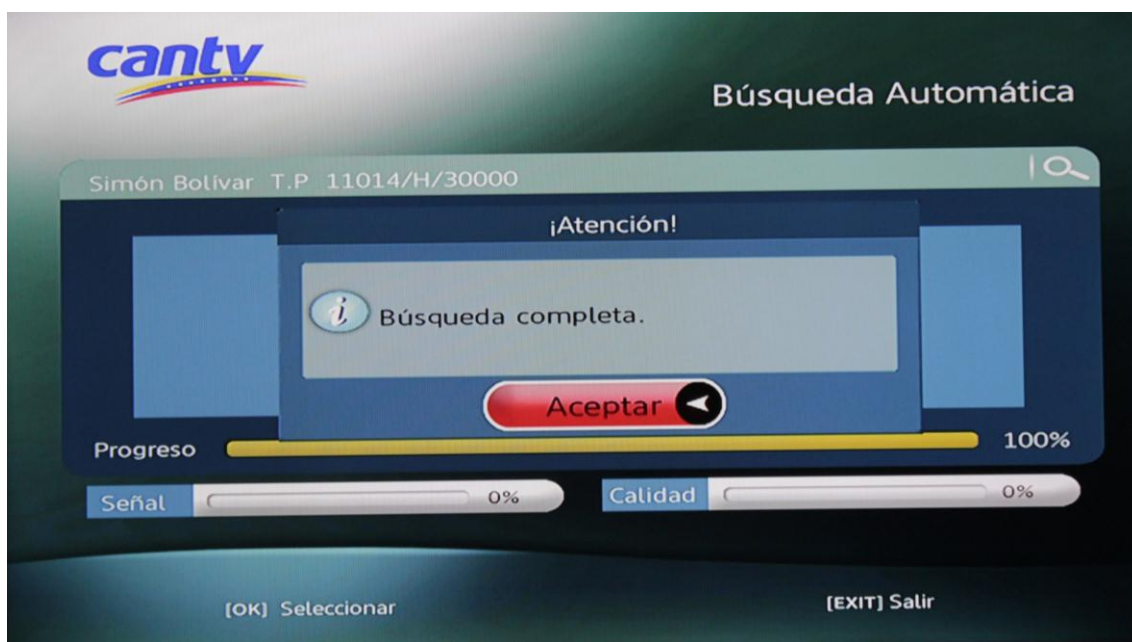 cantv
Búsqueda Automática
Simón Bolívar T.P 11014/H/30000
¡Atención!
i Búsqueda completa.
Aceptar
Progreso 100%
Señal 0% Calidad 0%
[OK] Seleccionar [EXIT] Salir